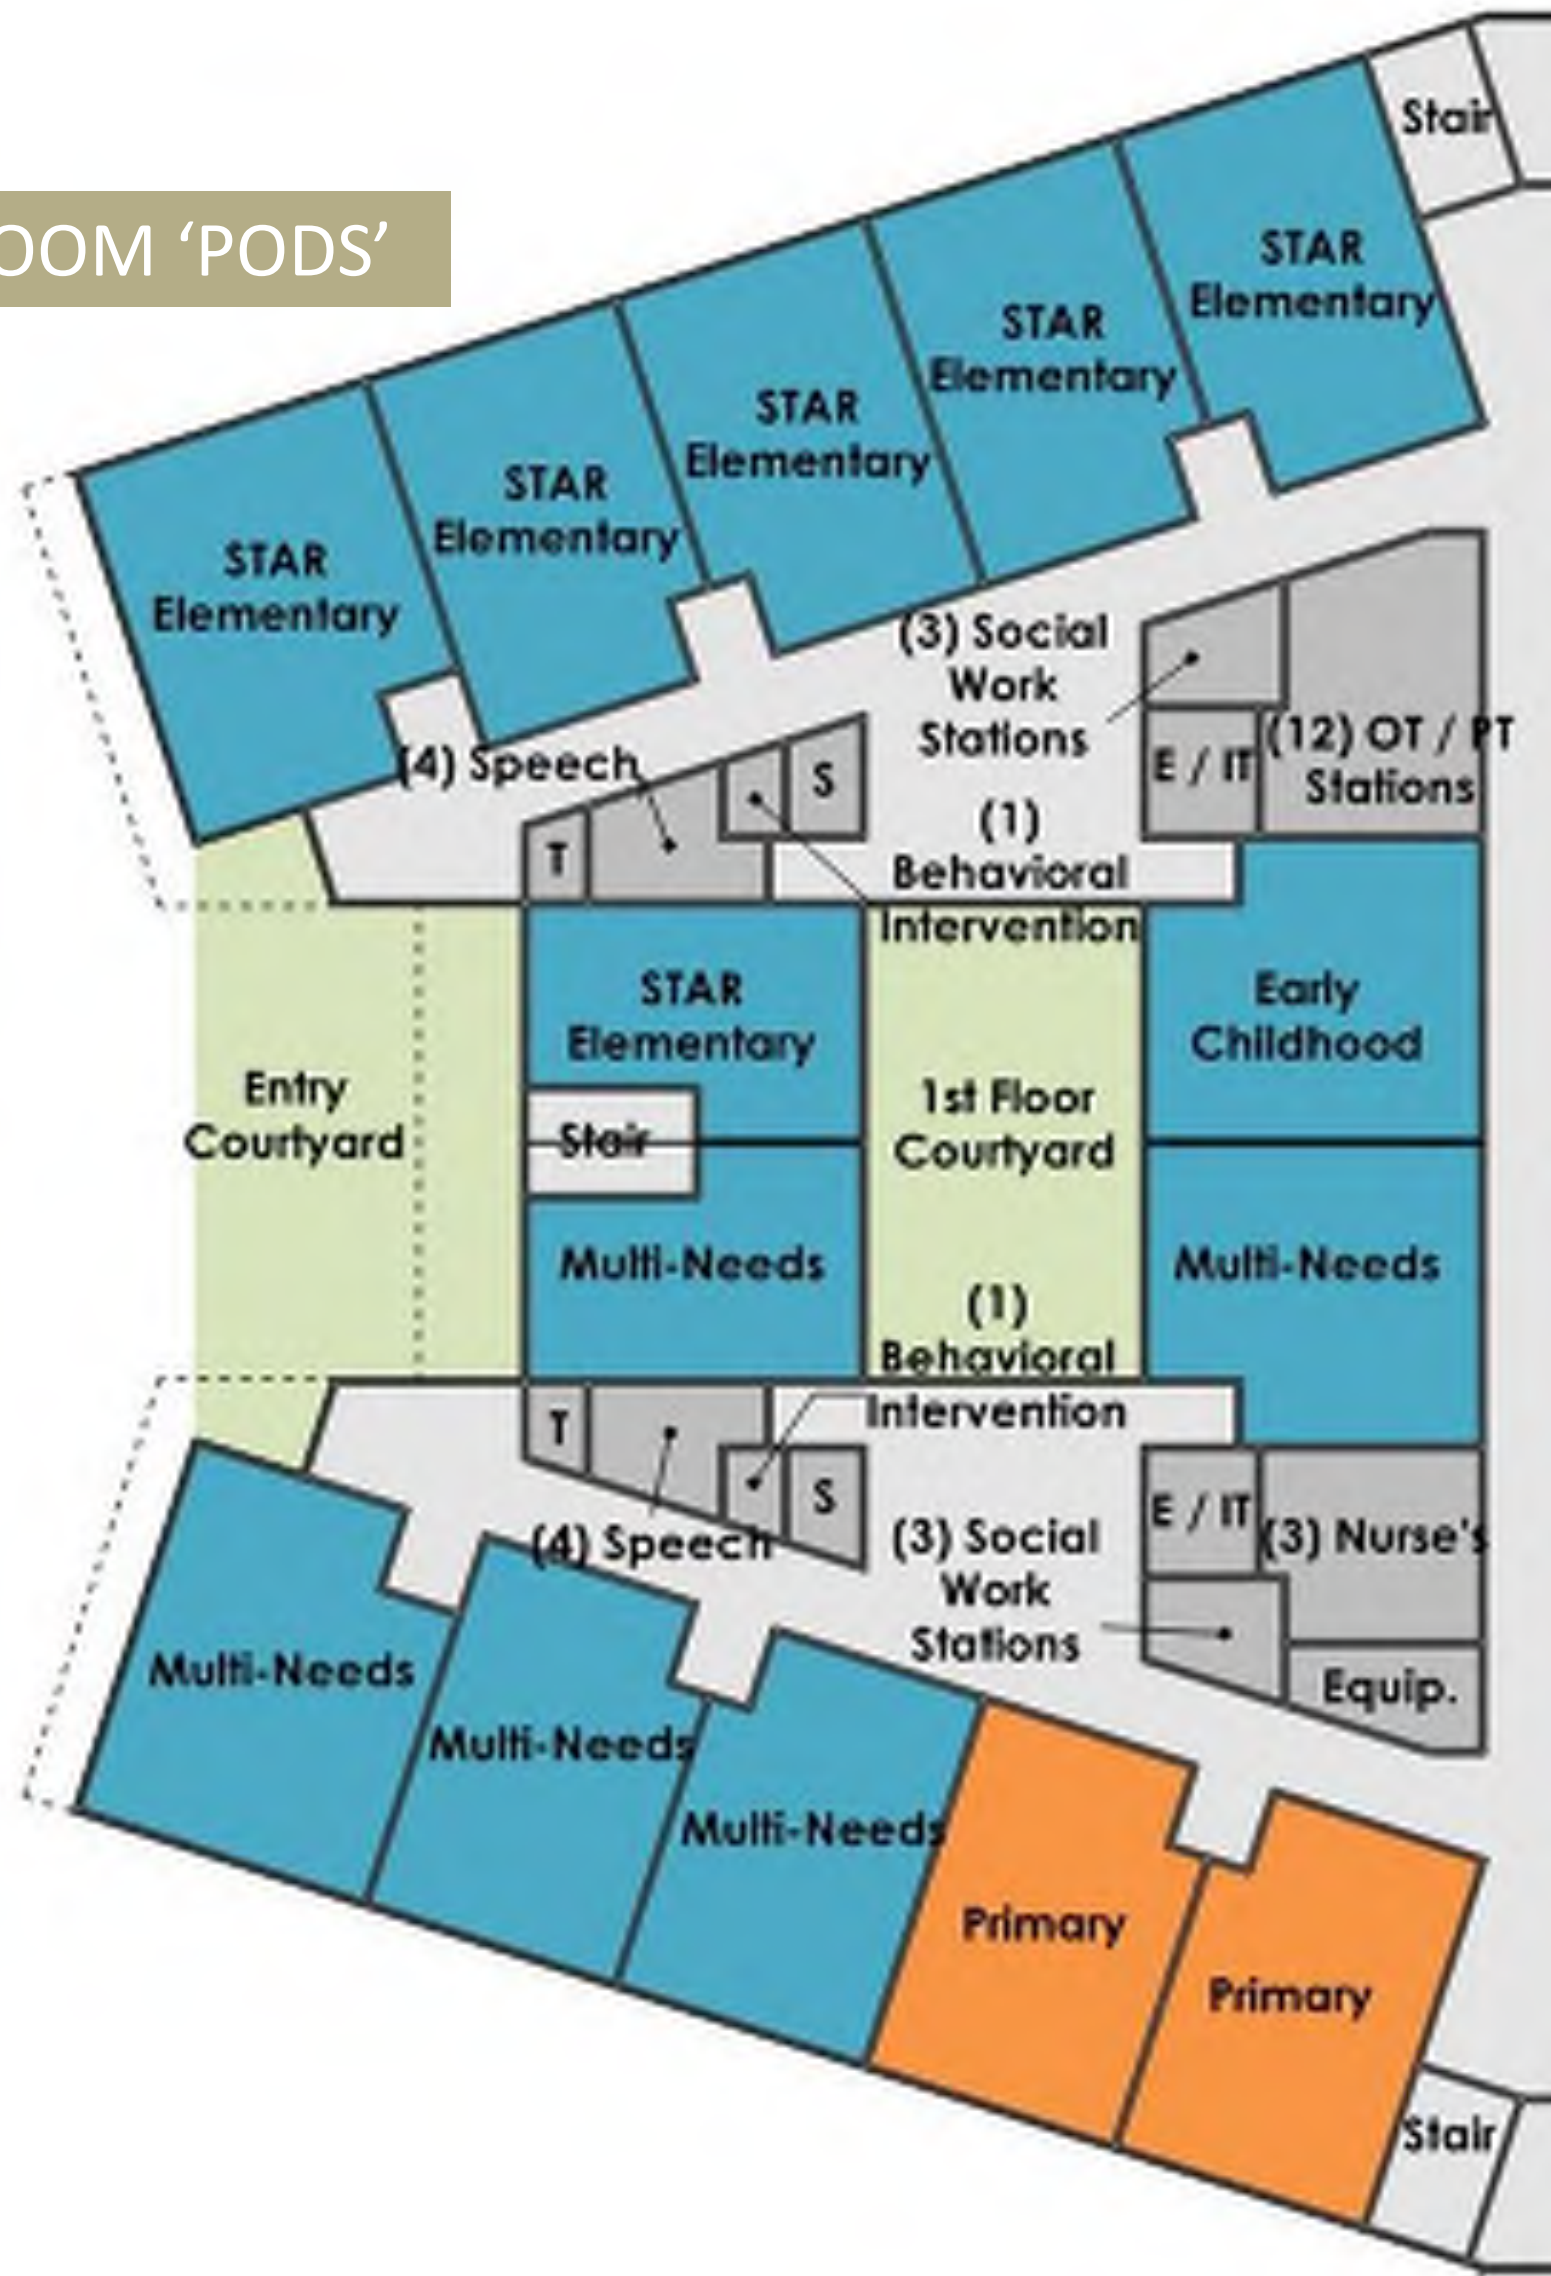 OOM ‘PODS’
Stair
STAR
Elementary
STAR
Elementary
STAR
Elementary
STAR
Elementary
STAR
Elementary
(3) Social
Work
Stations
(12) OT / PT
Stations
E / IT
(4) Speech
S
T
(1)
Behavioral
Intervention
STAR
Elementary
Early
Childhood
Entry
Courtyard
Stair
1st Floor
Courtyard
Multi-Needs
Multi-Needs
(1)
Behavioral
Intervention
T
S
E / IT
(3) Nurse's
(4) Speech
(3) Social
Work
Stations
Equip.
Multi-Needs
Multi-Needs
Multi-Needs
Primary
Primary
Stair